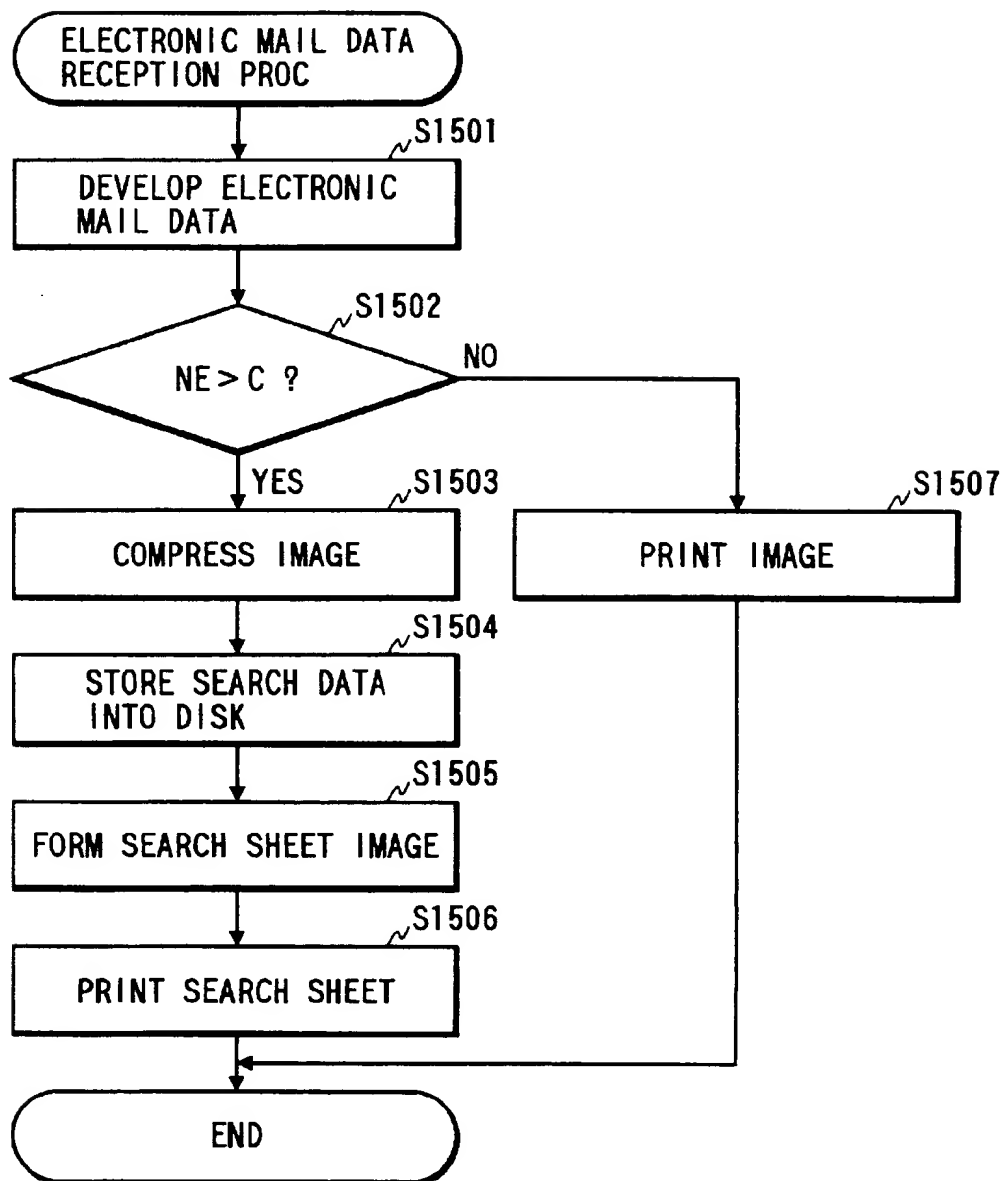 ELECTRONIC MAIL DATA
RECEPTION PROC
S1501
DEVELOP ELECTRONIC
MAIL DATA
S1502
NE>C ?
NO
YES
S1503
COMPRESS IMAGE
S1507
PRINT IMAGE
S1504
STORE SEARCH DATA
INTO DISK
S1505
FORM SEARCH SHEET IMAGE
S1506
PRINT SEARCH SHEET
END